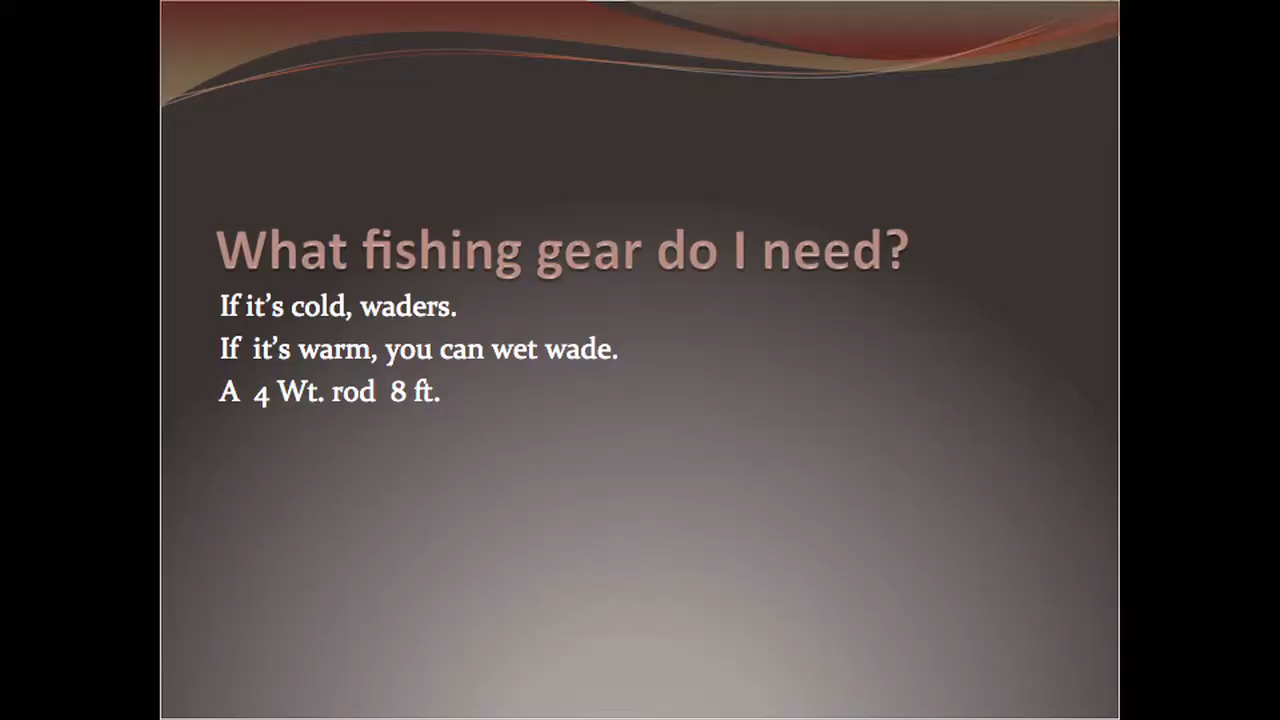 What fishing gear do I need?
If it’s cold, waders.
If  it’s warm, you can wet wade.
A  4 Wt. rod  8 ft.